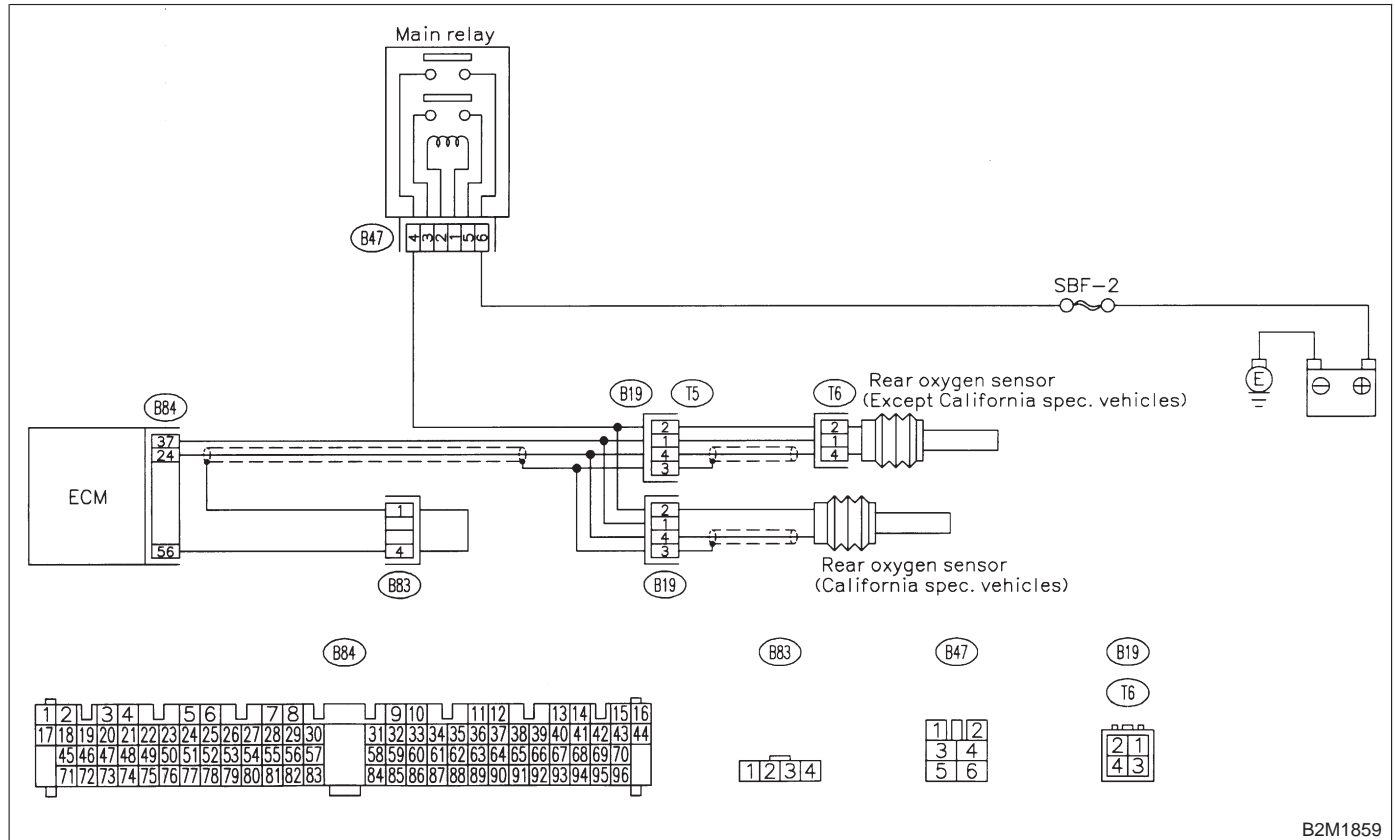 Main relay
B47
4 3 2 1 5 6
SBF-2
E
⊖ ⊕
Rear oxygen sensor
(Except California spec. vehicles)
B84
B19
T5
T6
37
24
56
ECM
2
1
4
3
2
1
4
1
4
B83
2
1
4
3
B19
Rear oxygen sensor
(California spec. vehicles)
B84
B83
B47
B19
T6
1 2 3 4 5 6 7 8 9 10 11 12 13 14 15 16
17 18 19 20 21 22 23 24 25 26 27 28 29 30 31 32 33 34 35 36 37 38 39 40 41 42 43 44
45 46 47 48 49 50 51 52 53 54 55 56 57 58 59 60 61 62 63 64 65 66 67 68 69 70
71 72 73 74 75 76 77 78 79 80 81 82 83 84 85 86 87 88 89 90 91 92 93 94 95 96
1 2 3 4
1 2
3 4
5 6
2 1
4 3
B2M1859